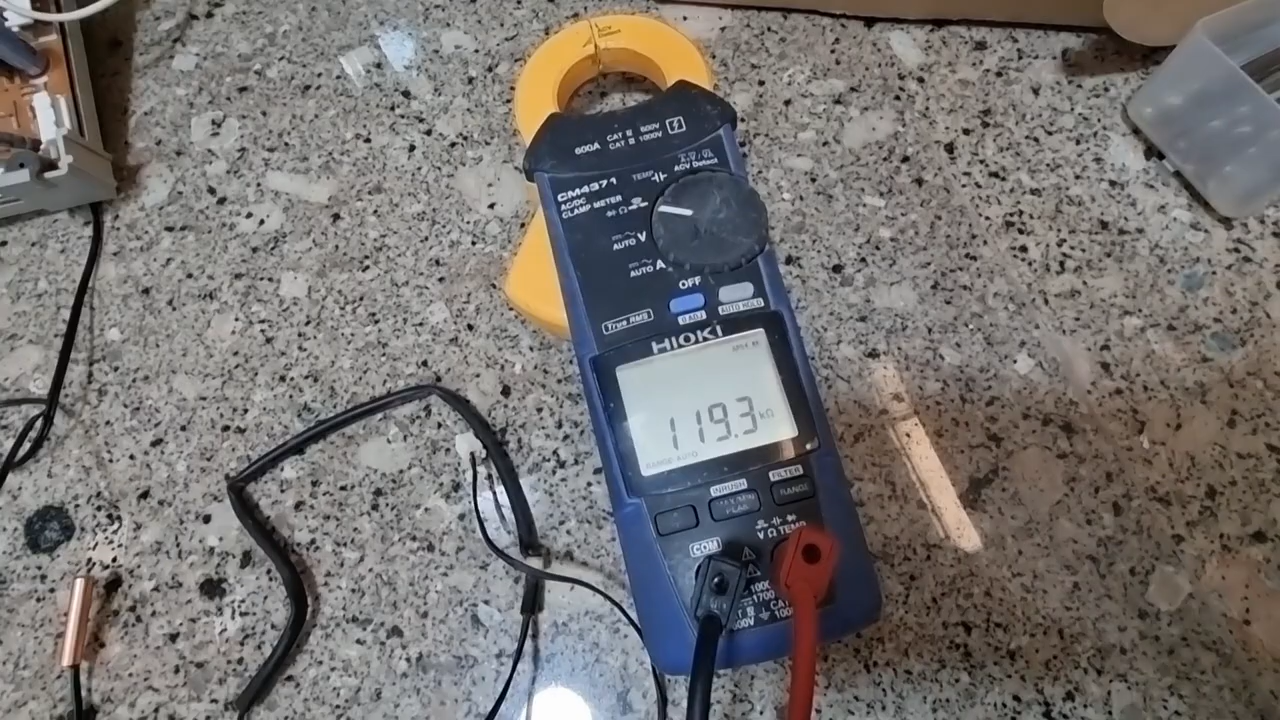 600A
CAT III 600V
CAT II 1000V
CM4371
AC/DC
CLAMP METER
TEMP
ACV Detect
Ω
AUTO V
AUTO A
OFF
0 ADJ
AUTO HOLD
True RMS
HIOKI
119.3 kΩ
RANGE AUTO
INRUSH
FILTER
RANGE
COM
V Ω TEMP